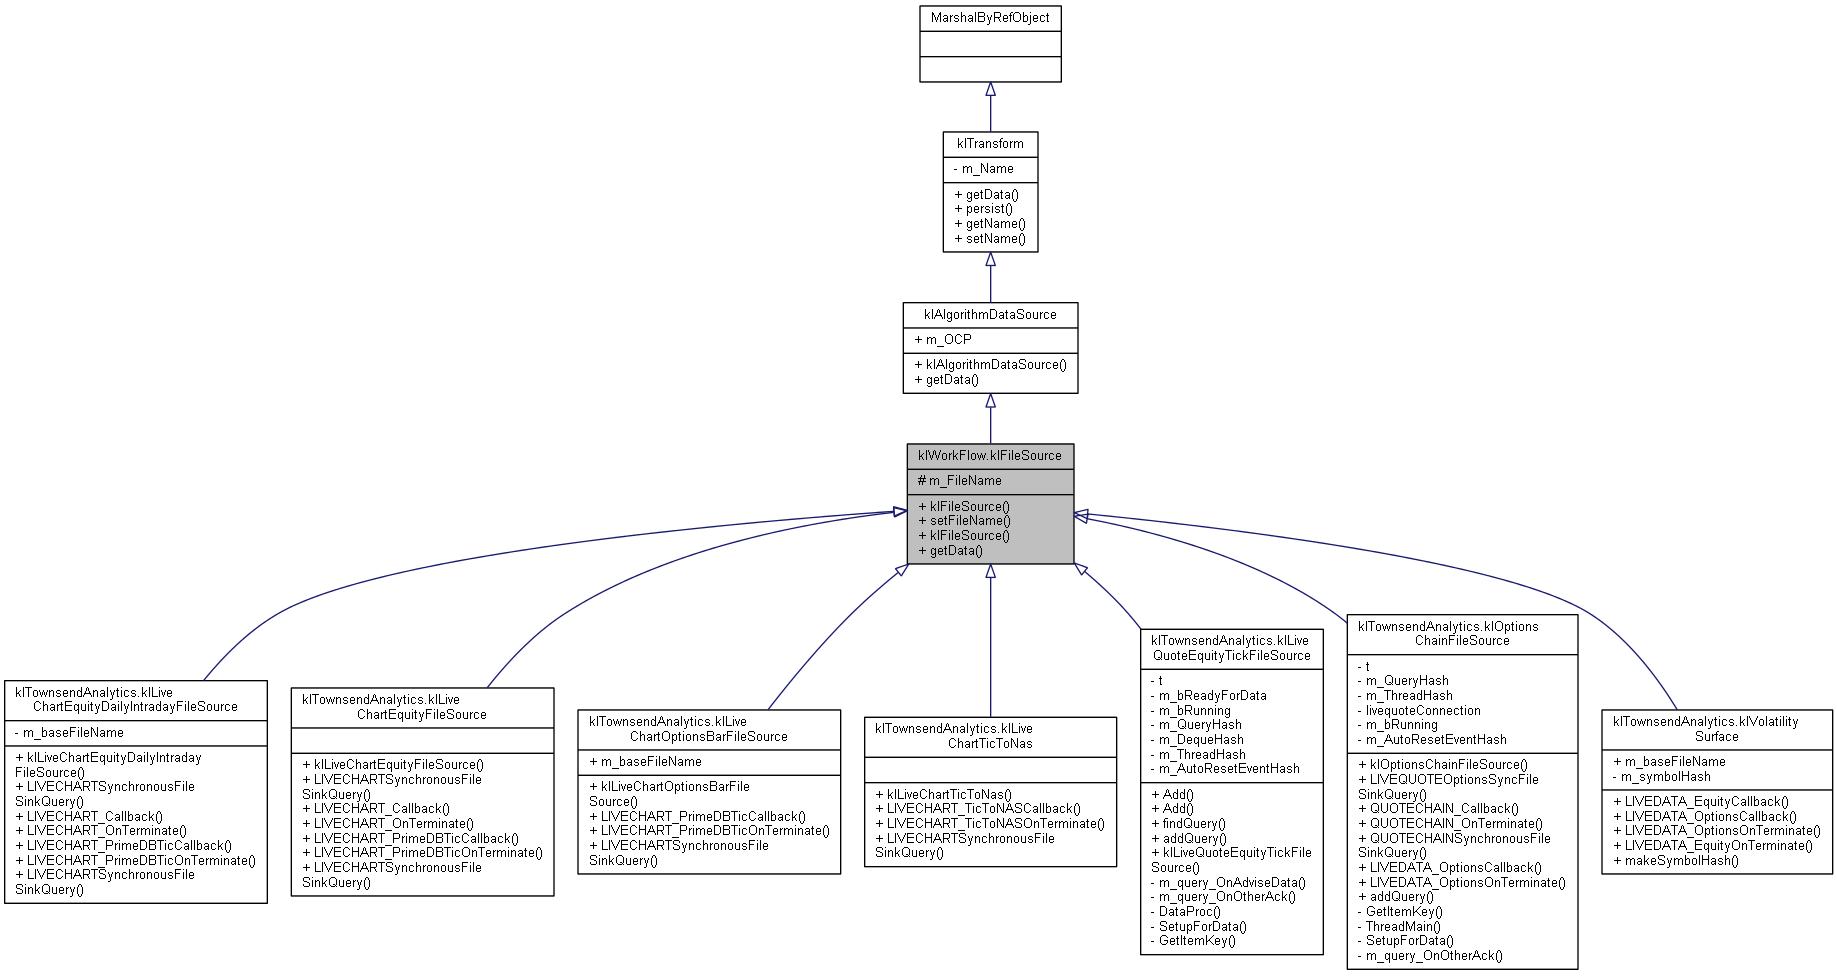 MarshalByRefObject
klTransform
- m_Name
+ getData()
+ persist()
+ getName()
+ setName()
klAlgorithmDataSource
+ m_OCP
+ klAlgorithmDataSource()
+ getData()
klWorkFlow.klFileSource
# m_FileName
+ klFileSource()
+ setFileName()
+ klFileSource()
+ getData()
klTownsendAnalytics.klLive
ChartEquityDailyIntradayFileSource
- m_baseFileName
+ klLiveChartEquityDailyIntraday
FileSource()
+ LIVECHARTSynchronousFile
SinkQuery()
+ LIVECHART_Callback()
+ LIVECHART_OnTerminate()
+ LIVECHART_PrimeDBTicCallback()
+ LIVECHART_PrimeDBTicOnTerminate()
+ LIVECHARTSynchronousFile
SinkQuery()
klTownsendAnalytics.klLive
ChartEquityFileSource
+ klLiveChartEquityFileSource()
+ LIVECHARTSynchronousFile
SinkQuery()
+ LIVECHART_Callback()
+ LIVECHART_OnTerminate()
+ LIVECHART_PrimeDBTicCallback()
+ LIVECHART_PrimeDBTicOnTerminate()
+ LIVECHARTSynchronousFile
SinkQuery()
klTownsendAnalytics.klLive
ChartOptionsBarFileSource
+ m_baseFileName
+ klLiveChartOptionsBarFile
Source()
+ LIVECHART_PrimeDBTicCallback()
+ LIVECHART_PrimeDBTicOnTerminate()
+ LIVECHARTSynchronousFile
SinkQuery()
klTownsendAnalytics.klLive
ChartTicToNas
+ klLiveChartTicToNas()
+ LIVECHART_TicToNASCallback()
+ LIVECHART_TicToNASOnTerminate()
+ LIVECHARTSynchronousFile
SinkQuery()
klTownsendAnalytics.klLive
QuoteEquityTickFileSource
- t
- m_bReadyForData
- m_bRunning
- m_QueryHash
- m_DequeHash
- m_ThreadHash
- m_AutoResetEventHash
+ Add()
+ Add()
+ findQuery()
+ addQuery()
+ klLiveQuoteEquityTickFile
Source()
- m_query_OnAdviseData()
- m_query_OnOtherAck()
- DataProc()
- SetupForData()
- GetItemKey()
klTownsendAnalytics.klOptions
ChainFileSource
- t
- m_QueryHash
- m_ThreadHash
- livequoteConnection
- m_bRunning
- m_AutoResetEventHash
+ klOptionsChainFileSource()
+ LIVEQUOTEOptionsSyncFile
SinkQuery()
+ QUOTECHAIN_Callback()
+ QUOTECHAIN_OnTerminate()
+ QUOTECHAINSynchronousFile
SinkQuery()
+ LIVEDATA_OptionsCallback()
+ LIVEDATA_OptionsOnTerminate()
+ addQuery()
- GetItemKey()
- ThreadMain()
- SetupForData()
- m_query_OnOtherAck()
klTownsendAnalytics.klVolatility
Surface
+ m_baseFileName
- m_symbolHash
+ LIVEDATA_EquityCallback()
+ LIVEDATA_OptionsCallback()
+ LIVEDATA_OptionsOnTerminate()
+ LIVEDATA_EquityOnTerminate()
+ makeSymbolHash()